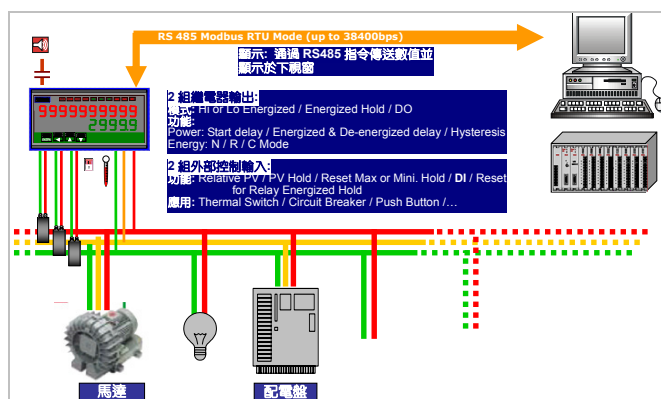 RS 485 Modbus RTU Mode (up to 38400bps)
顯示: 通過 RS485 指令傳送數值並
顯示於下視窗
9999999999
29999
2 組繼電器輸出:
模式: Hi or Lo Energized / Energized Hold / DO
功能:
Power: Start delay / Energized & De-energized delay / Hysteresis
Energy: N / R / C Mode
2 組外部控制輸入:
功能: Relative PV / PV Hold / Reset Max or Mini. Hold / DI / Reset
for Relay Energized Hold
應用: Thermal Switch / Circuit Breaker / Push Button /…
馬達
配電盤